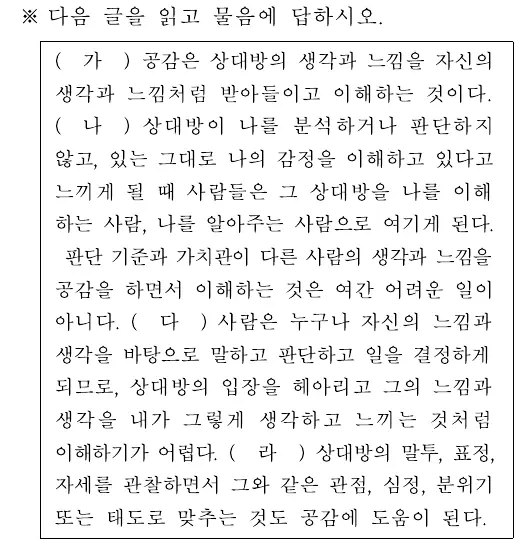 ※ 다음 글을 읽고 물음에 답하시오.
( 가 ) 공감은 상대방의 생각과 느낌을 자신의
생각과 느낌처럼 받아들이고 이해하는 것이다.
( 나 ) 상대방이 나를 분석하거나 판단하지
않고, 있는 그대로 나의 감정을 이해하고 있다고
느끼게 될 때 사람들은 그 상대방을 나를 이해
하는 사람, 나를 알아주는 사람으로 여기게 된다.
판단 기준과 가치관이 다른 사람의 생각과 느낌을
공감을 하면서 이해하는 것은 여간 어려운 일이
아니다. ( 다 ) 사람은 누구나 자신의 느낌과
생각을 바탕으로 말하고 판단하고 일을 결정하게
되므로, 상대방의 입장을 헤아리고 그의 느낌과
생각을 내가 그렇게 생각하고 느끼는 것처럼
이해하기가 어렵다. ( 라 ) 상대방의 말투, 표정,
자세를 관찰하면서 그와 같은 관점, 심정, 분위기
또는 태도로 맞추는 것도 공감에 도움이 된다.